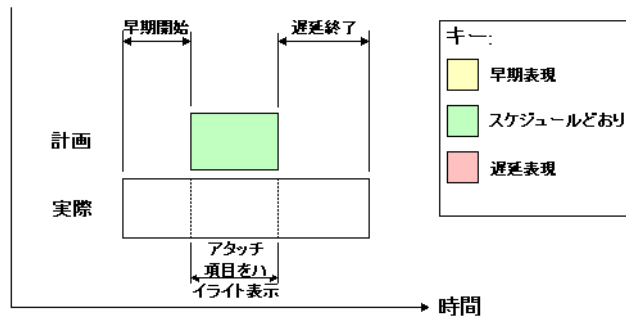 早期開始
遅延終了
計画
実際
アタッチ
項目をハ
イライト表示
時間
キー:
早期表現
スケジュールどおり
遅延表現